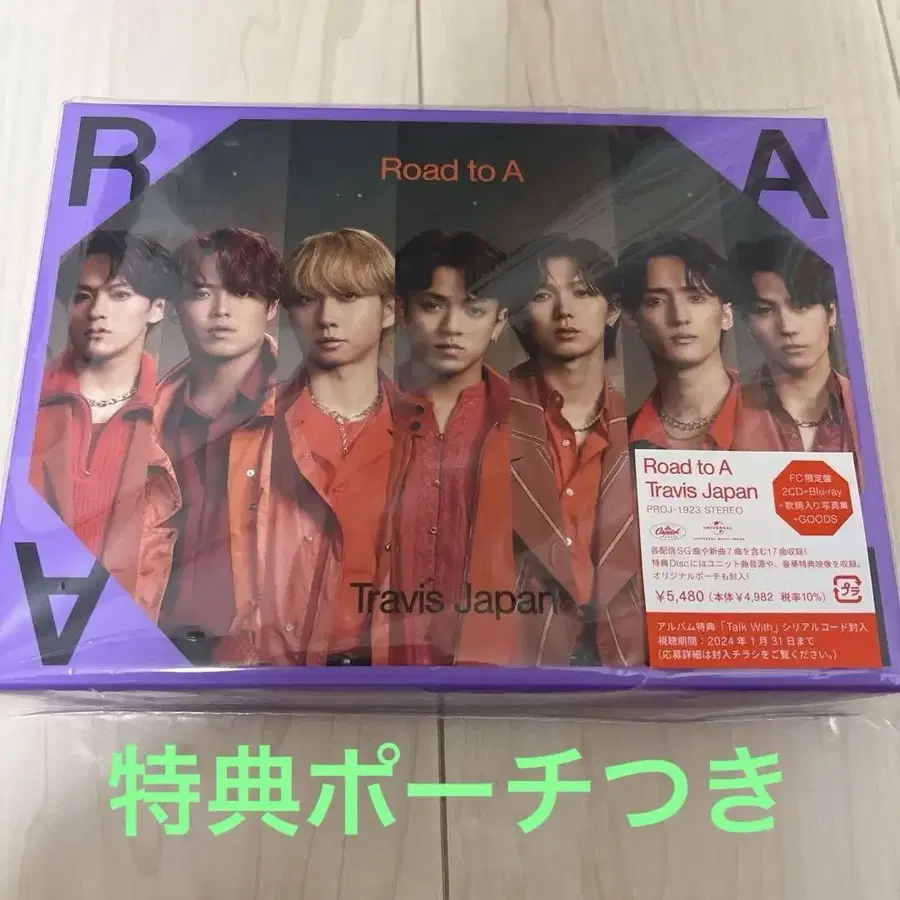 R
A
Road to A
Road to A
Travis Japan
PROJ-1923 STEREO
FC限定盤
2CD+Blu-ray
+歌詞入り写真集
+GOODS
Capitol
UNIVERSAL
UNIVERSAL MUSIC GROUP
各配信SG曲や新曲7曲を含む17曲収録!
特典Discにはユニット曲音源や、豪華特典映像を収録。
オリジナルポーチも封入!
¥5,480 (本体¥4,982 税率10%)
プラ
アルバム特典「Talk With」シリアルコード封入
視聴期間：2024年1月31日まで
(応募詳細は封入チラシをご覧ください。)
A
Travis Japan
特典ポーチつき